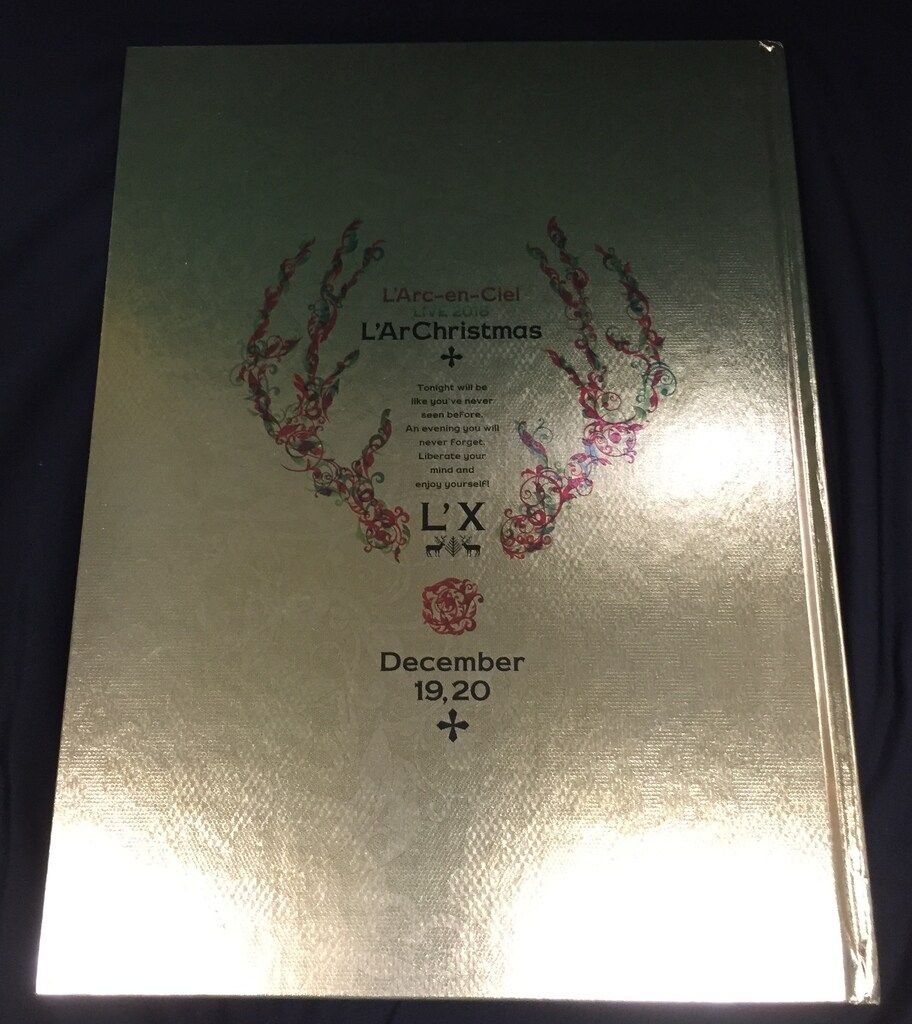 L'Arc-en-Ciel
LIVE 2018
L'ArChristmas
Tonight will be
like you've never
seen before.
An evening you will
never forget.
Liberate your
mind and
enjoy yourself!
L'X
December
19,20